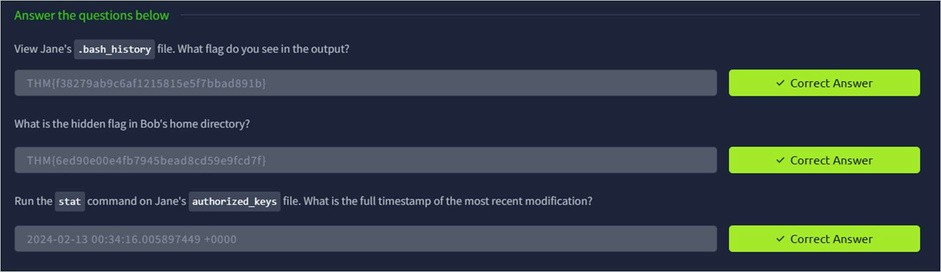 Answer the questions below
View Jane's .bash_history file. What flag do you see in the output?
THM{f38279ab9c6af1215815e5f7bbad891b}
✓ Correct Answer
What is the hidden flag in Bob's home directory?
THM{6ed90e00e4fb7945bead8cd59e9fcd7f}
✓ Correct Answer
Run the stat command on Jane's authorized_keys file. What is the full timestamp of the most recent modification?
2024-02-13 00:34:16.005897449 +0000
✓ Correct Answer